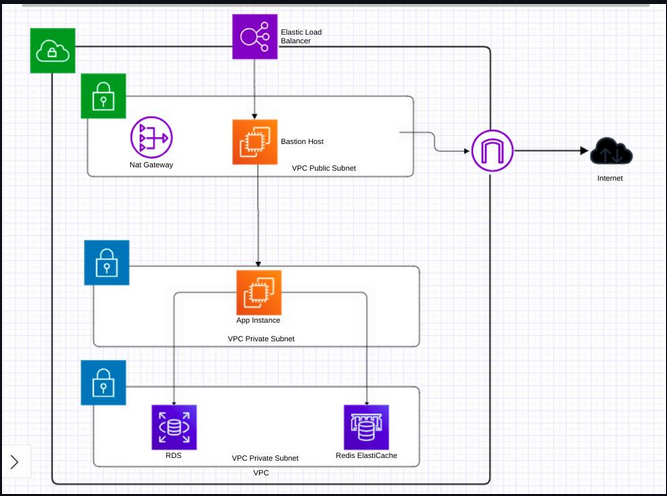 Elastic Load
Balancer
Nat Gateway
Bastion Host
VPC Public Subnet
Internet
App Instance
VPC Private Subnet
RDS
VPC Private Subnet
Redis ElastiCache
VPC